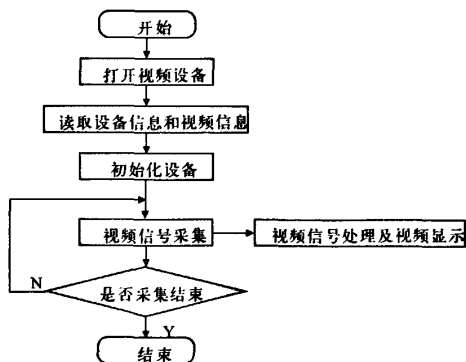 开始
打开视频设备
读取设备信息和视频信息
初始化设备
视频信号采集
视频信号处理及视频显示
N
是否采集结束
Y
结束